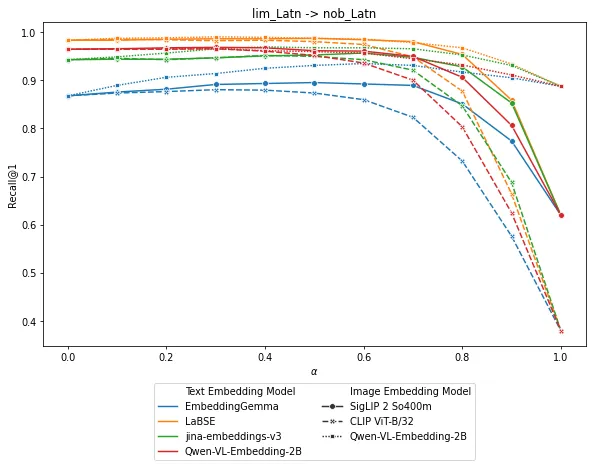 lim_Latn -> nob_Latn
1.0
0.9
0.8
0.7
0.6
0.5
0.4
Recall@1
0.0 0.2 0.4 0.6 0.8 1.0
α
Text Embedding Model Image Embedding Model
EmbeddingGemma SigLIP 2 So400m
LaBSE CLIP ViT-B/32
jina-embeddings-v3 Qwen-VL-Embedding-2B
Qwen-VL-Embedding-2B